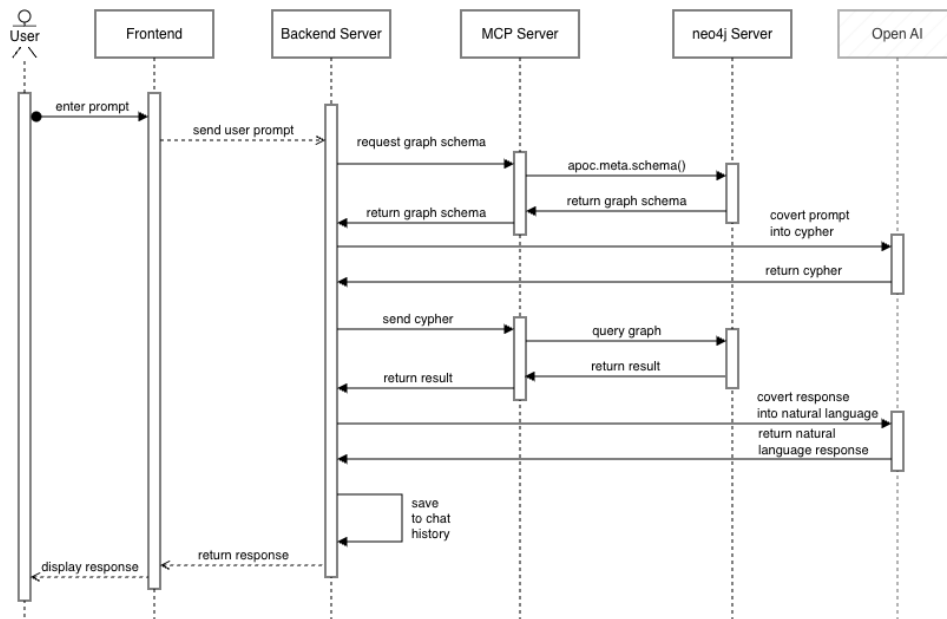 User
Frontend
Backend Server
MCP Server
neo4j Server
Open AI
enter prompt
send user prompt
request graph schema
apoc.meta.schema()
return graph schema
return graph schema
covert prompt
into cypher
return cypher
send cypher
query graph
return result
return result
covert response
into natural language
return natural
language response
save
to chat
history
return response
display response